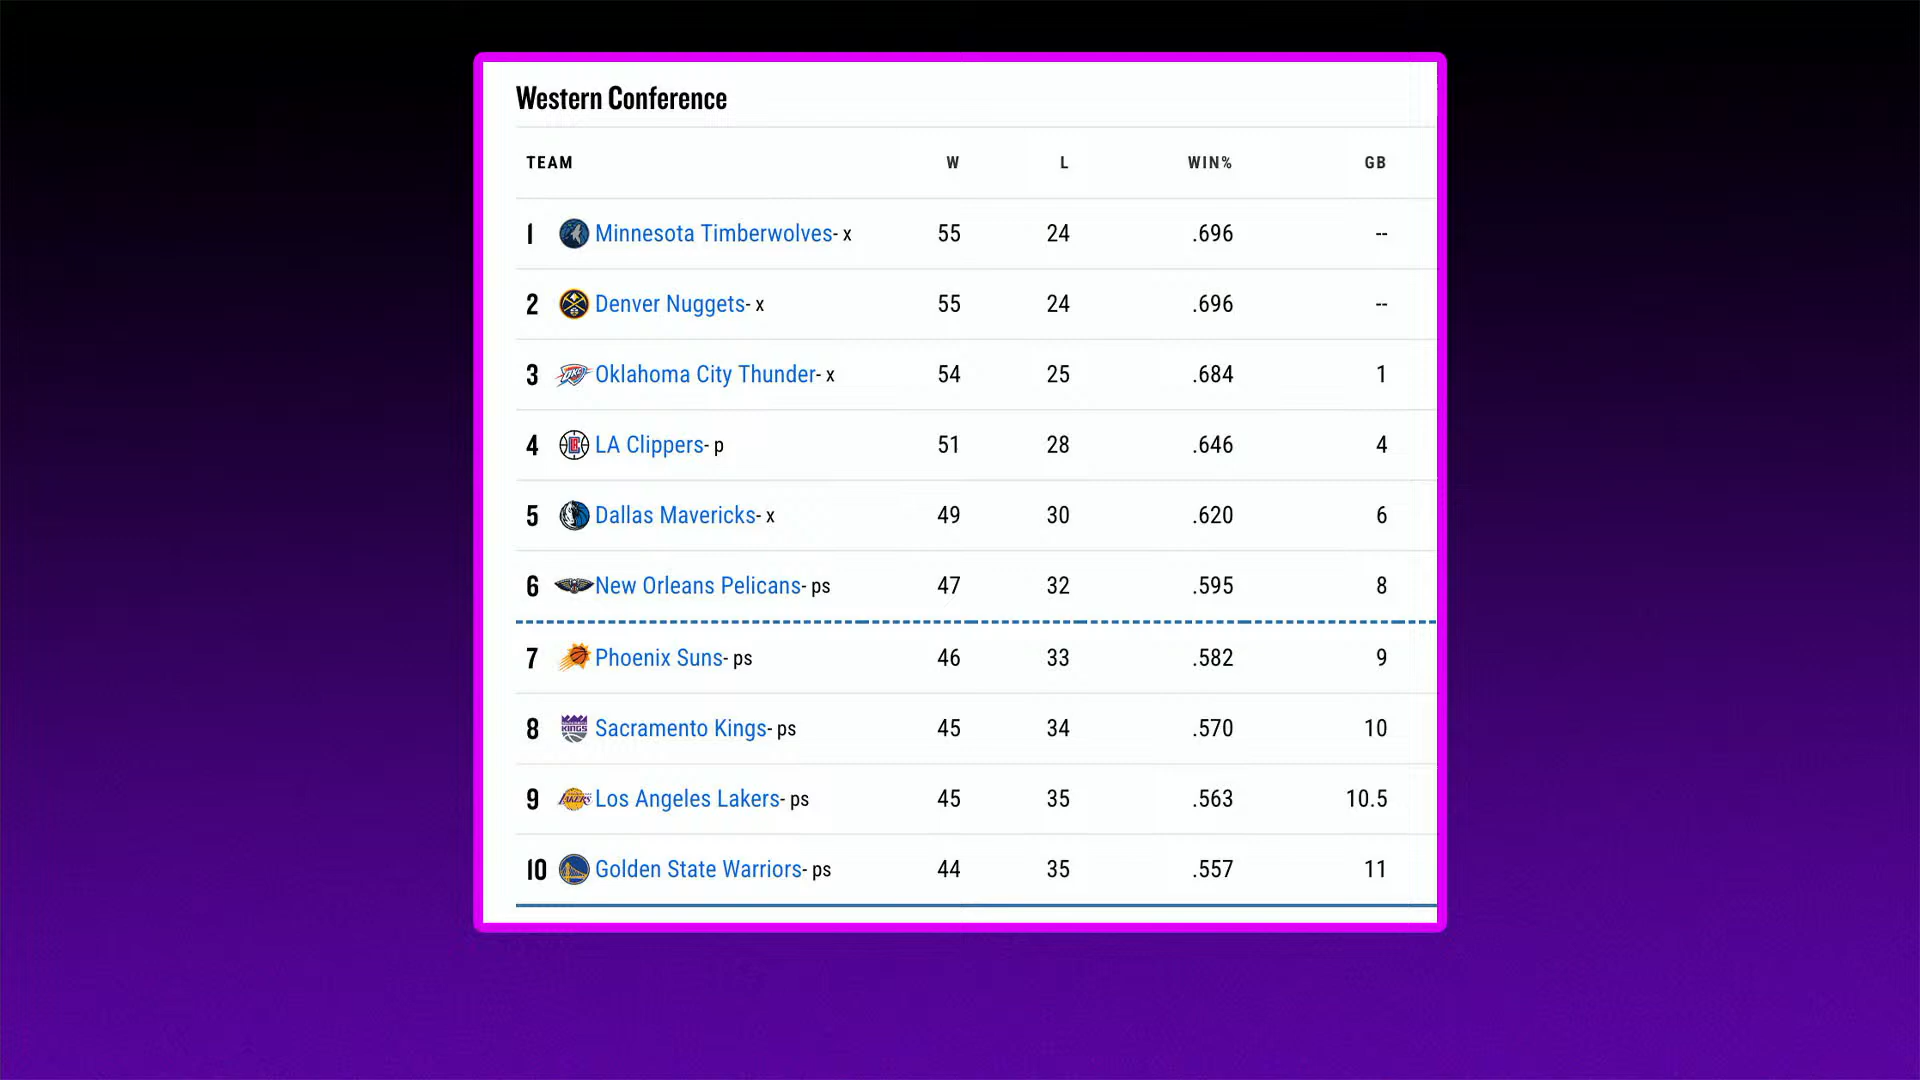 Western Conference
TEAM W L WIN% GB
1 Minnesota Timberwolves- x 55 24 .696 --
2 Denver Nuggets- x 55 24 .696 --
3 OKC Oklahoma City Thunder- x 54 25 .684 1
4 LA Clippers- p 51 28 .646 4
5 Dallas Mavericks- x 49 30 .620 6
6 New Orleans Pelicans- ps 47 32 .595 8
7 Phoenix Suns- ps 46 33 .582 9
8 KINGS Sacramento Kings- ps 45 34 .570 10
9 LAKERS Los Angeles Lakers- ps 45 35 .563 10.5
10 Golden State Warriors- ps 44 35 .557 11